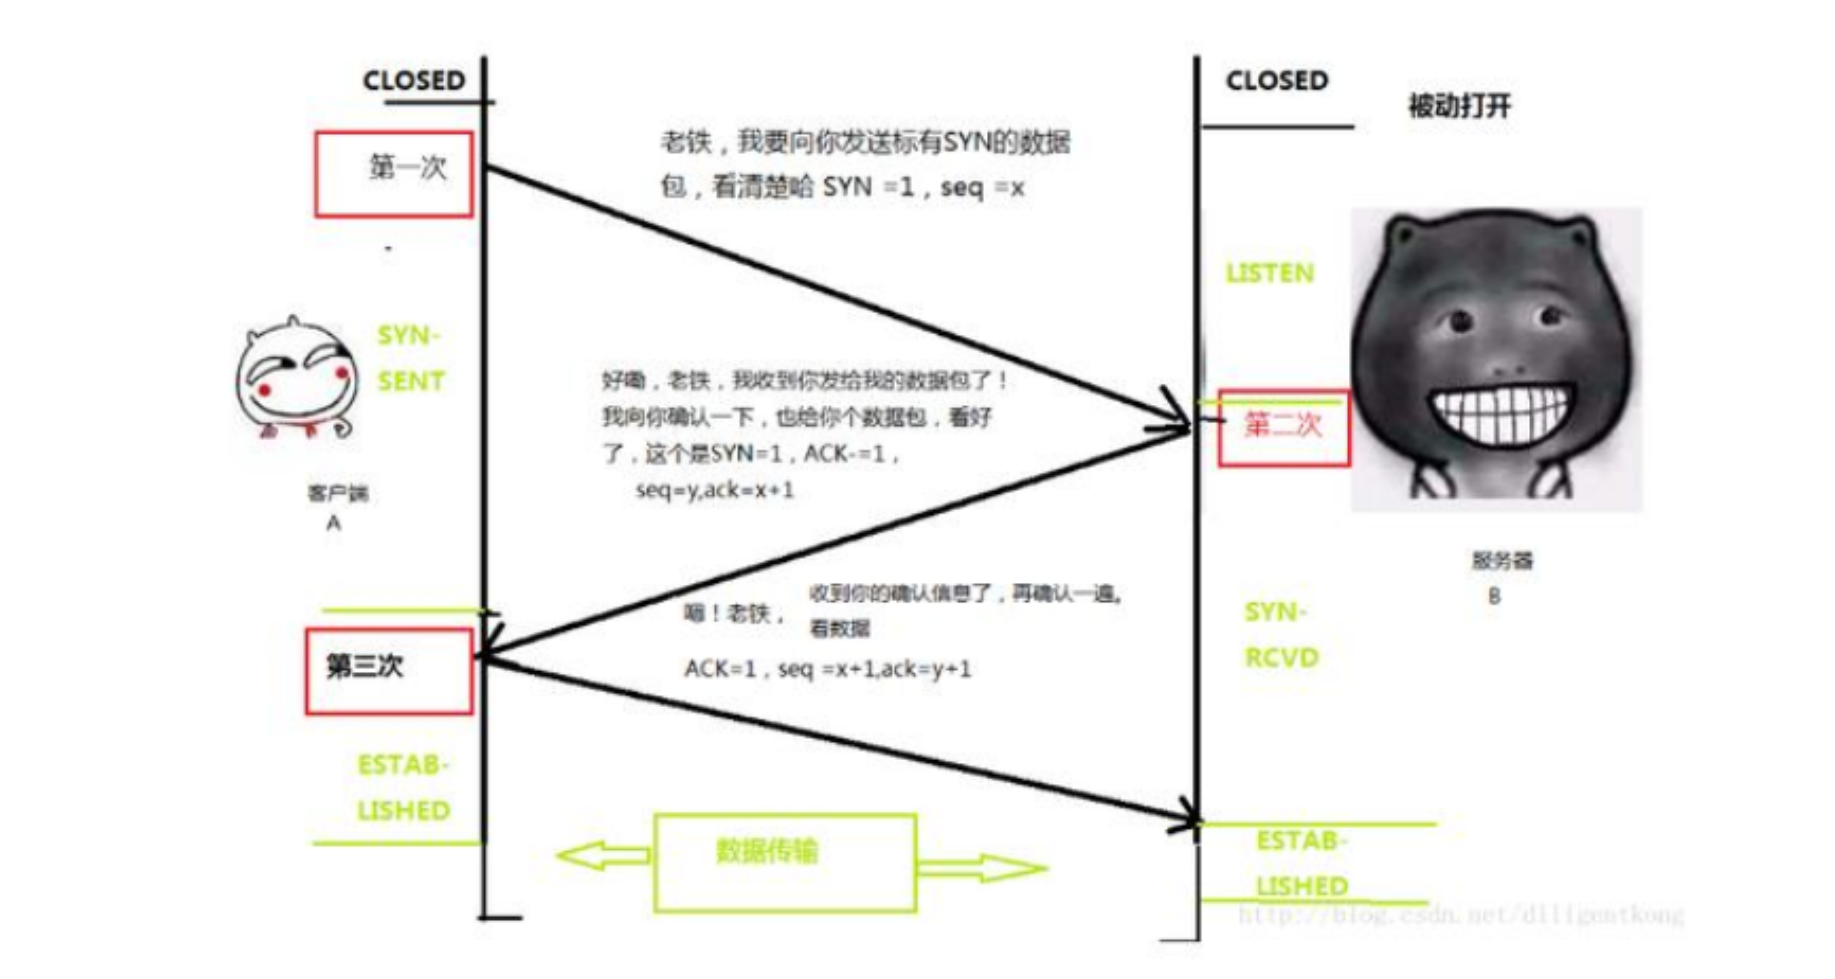 CLOSED
CLOSED
被动打开
第一次
老铁，我要向你发送标有SYN的数据
包，看清楚哈 SYN =1，seq =x
LISTEN
SYN-
SENT
好嘞，老铁，我收到你发给我的数据包了！
我向你确认一下，也给你个数据包，看好
了，这个是SYN=1，ACK-=1，
seq=y,ack=x+1
第二次
客户端
A
服务器
B
收到你的确认信息了，再确认一遍。
嗯！老铁，
看数据
ACK=1，seq =x+1,ack=y+1
SYN-
RCVD
第三次
ESTAB-
LISHED
数据传输
ESTAB-
LISHED
http://blog.csdn.net/diligentkong